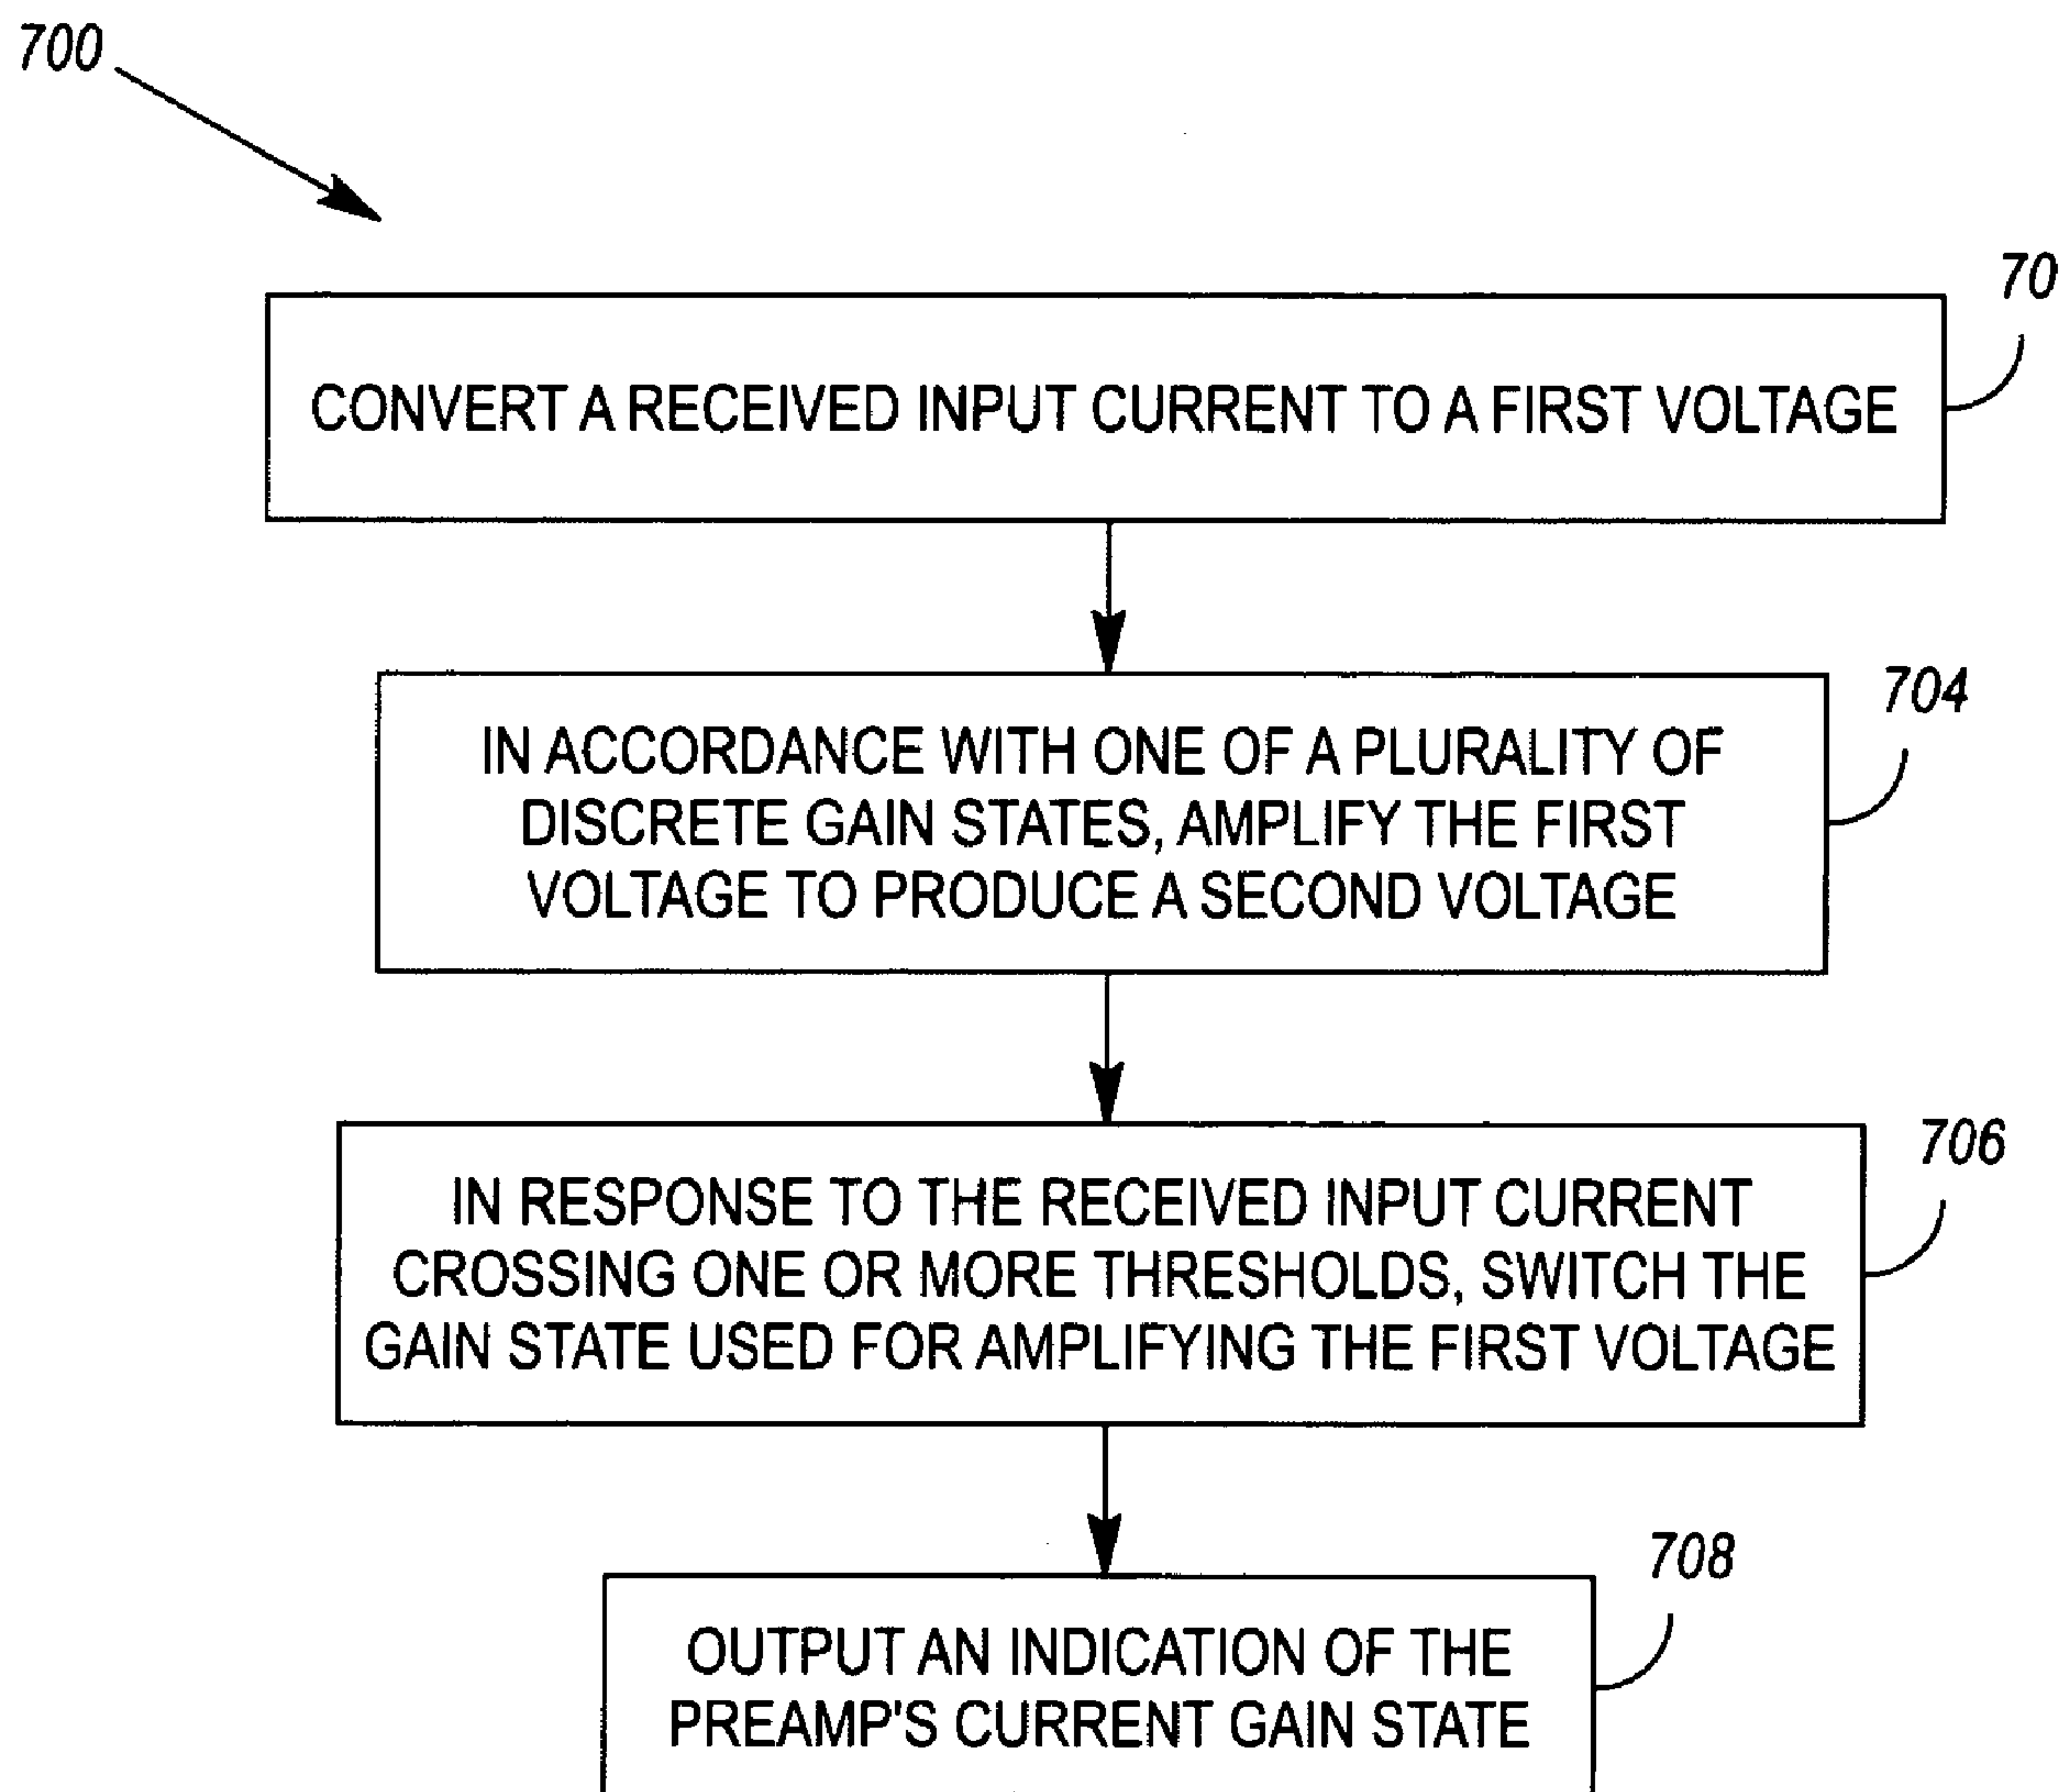 700
70
CONVERT A RECEIVED INPUT CURRENT TO A FIRST VOLTAGE
704
IN ACCORDANCE WITH ONE OF A PLURALITY OF
DISCRETE GAIN STATES, AMPLIFY THE FIRST
VOLTAGE TO PRODUCE A SECOND VOLTAGE
706
IN RESPONSE TO THE RECEIVED INPUT CURRENT
CROSSING ONE OR MORE THRESHOLDS, SWITCH THE
GAIN STATE USED FOR AMPLIFYING THE FIRST VOLTAGE
708
OUTPUT AN INDICATION OF THE
PREAMP'S CURRENT GAIN STATE